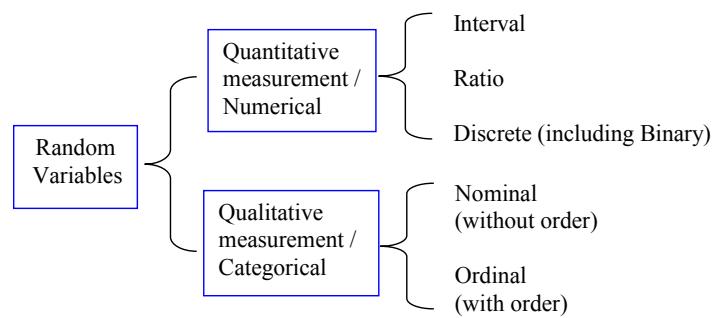 Random
Variables
Quantitative
measurement /
Numerical
Interval
Ratio
Discrete (including Binary)
Qualitative
measurement /
Categorical
Nominal
(without order)
Ordinal
(with order)